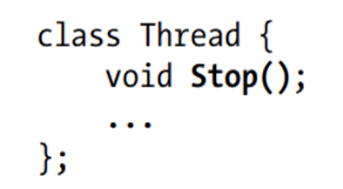 class Thread {
    void Stop();
    ...
};